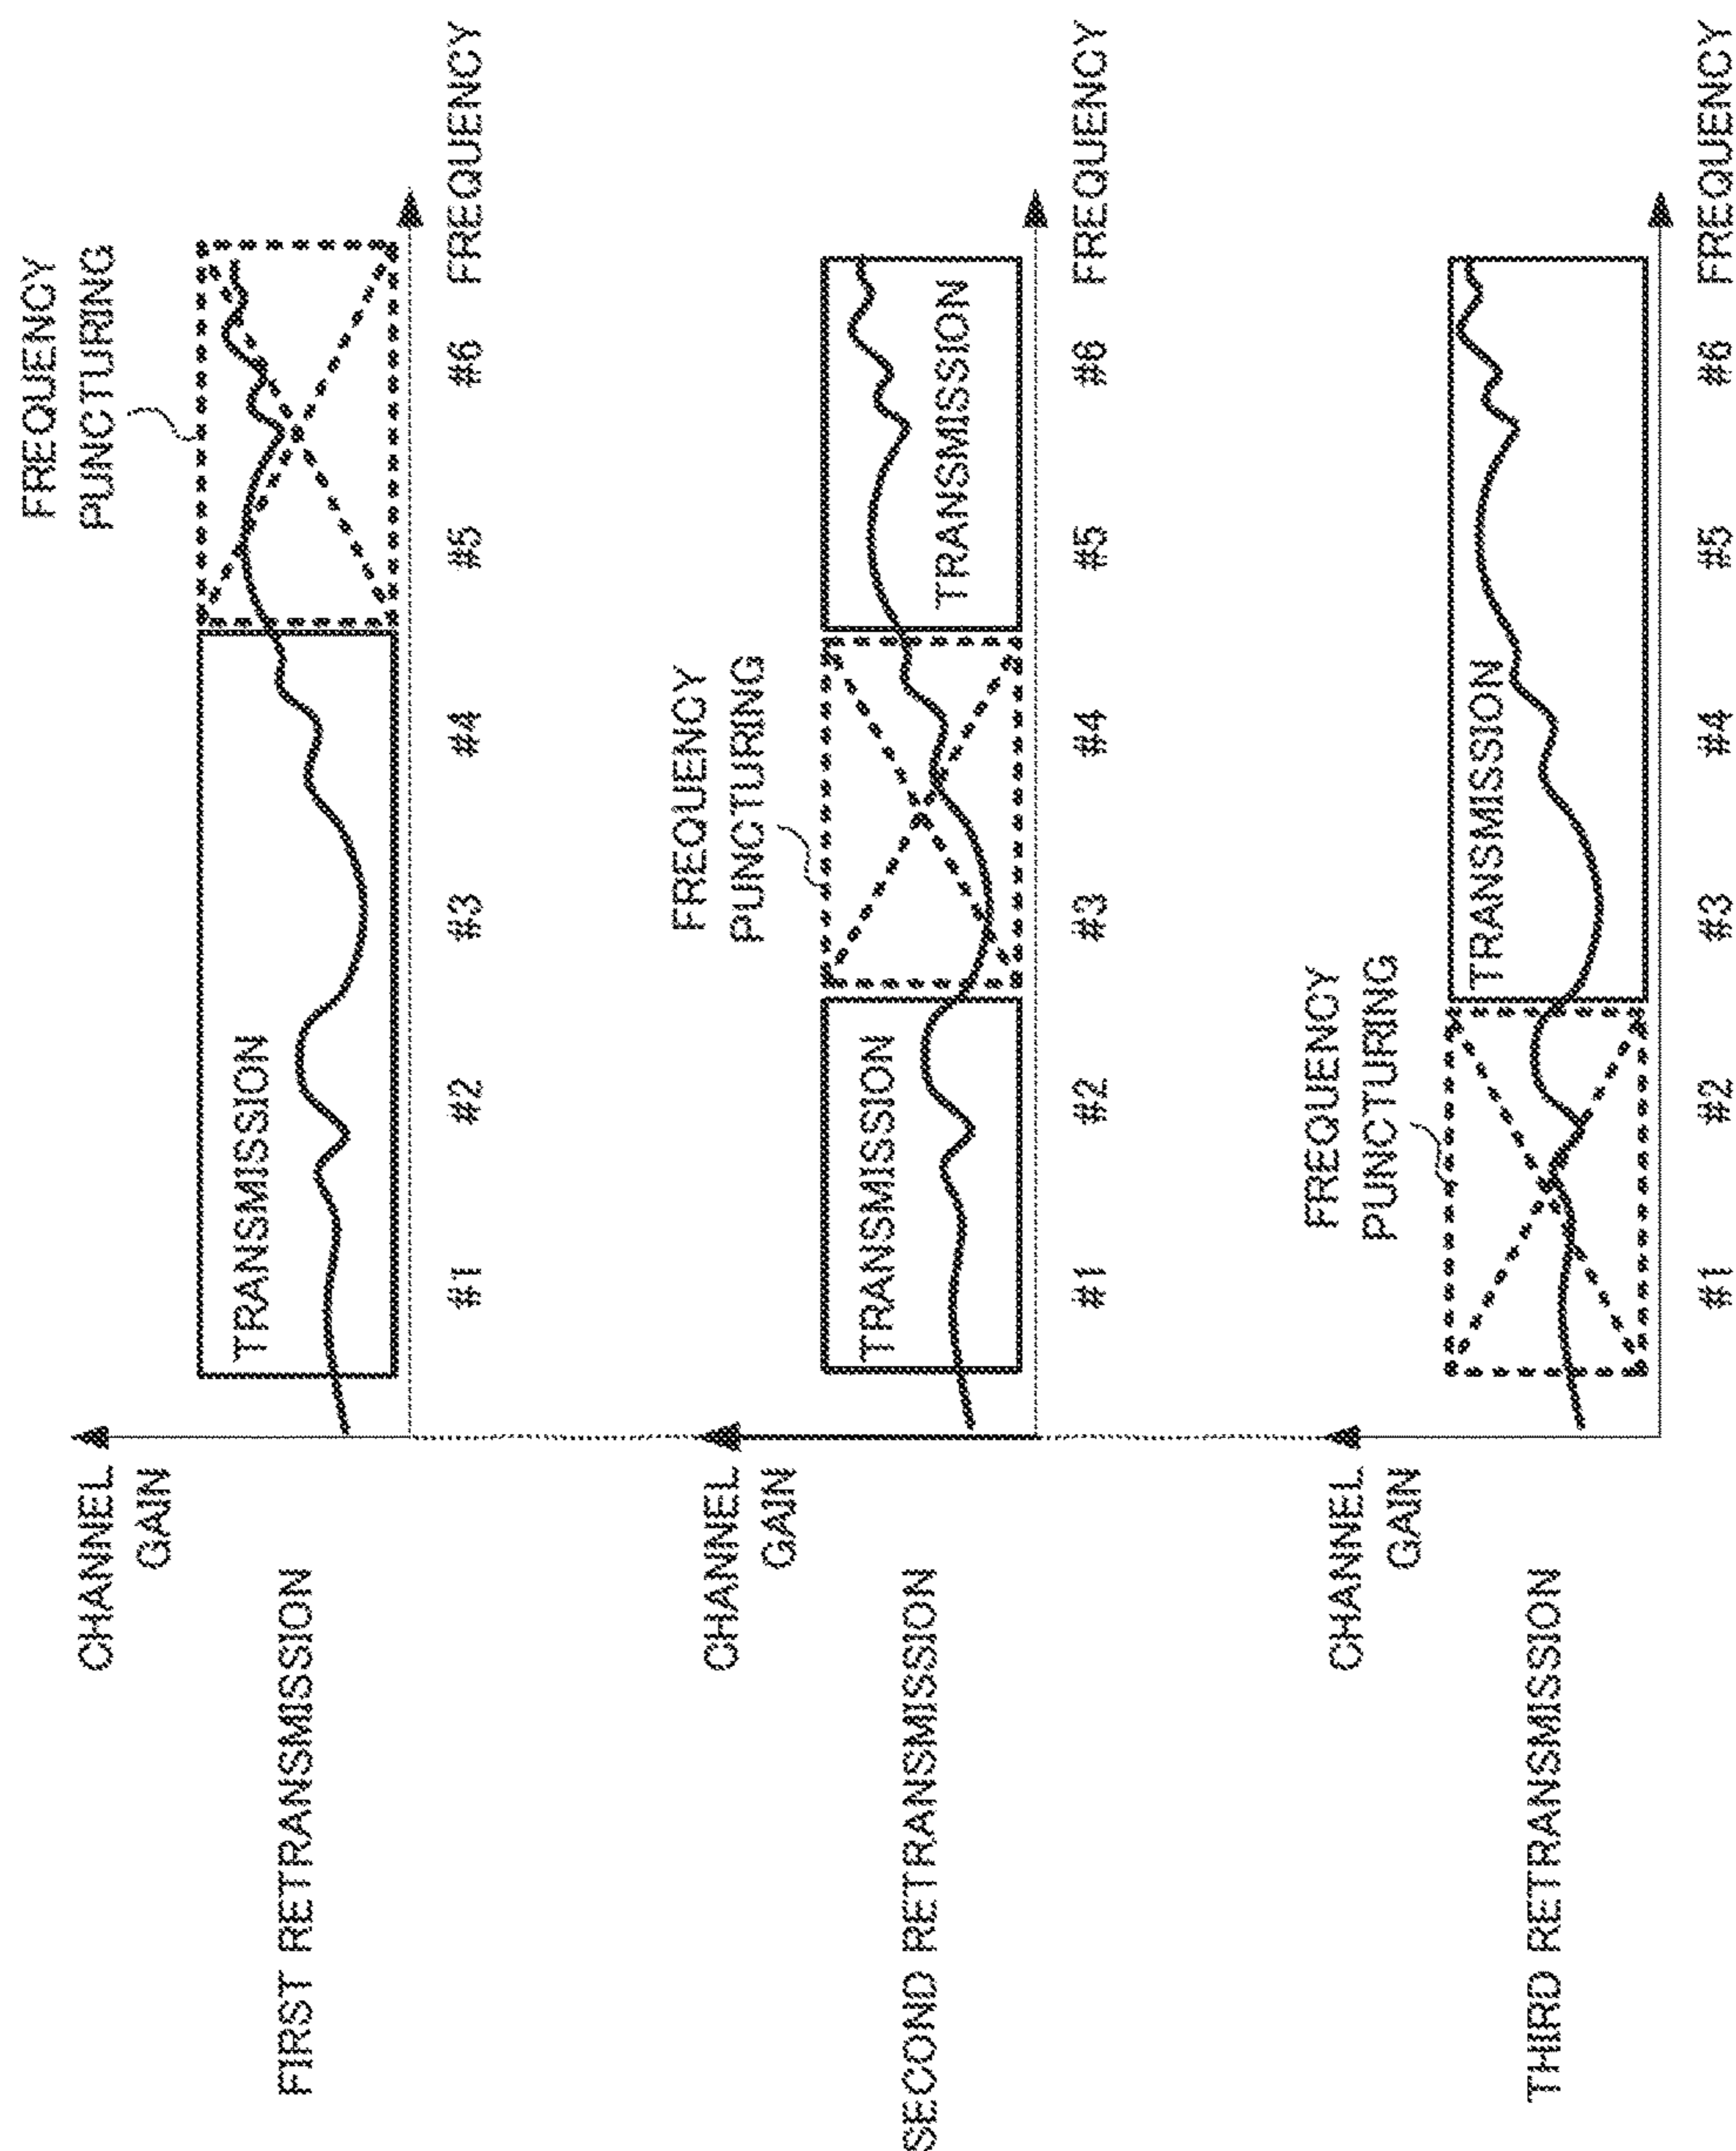 FREQUENCY
PUNCTURING
CHANNEL
GAIN
FIRST RETRANSMISSION
TRANSMISSION
#1 #2 #3 #4 #5 #6 FREQUENCY
FREQUENCY
PUNCTURING
CHANNEL
GAIN
SECOND RETRANSMISSION
TRANSMISSION
TRANSMISSION
#1 #2 #3 #4 #5 #6 FREQUENCY
FREQUENCY
PUNCTURING
CHANNEL
GAIN
THIRD RETRANSMISSION
TRANSMISSION
#1 #2 #3 #4 #5 #6 FREQUENCY